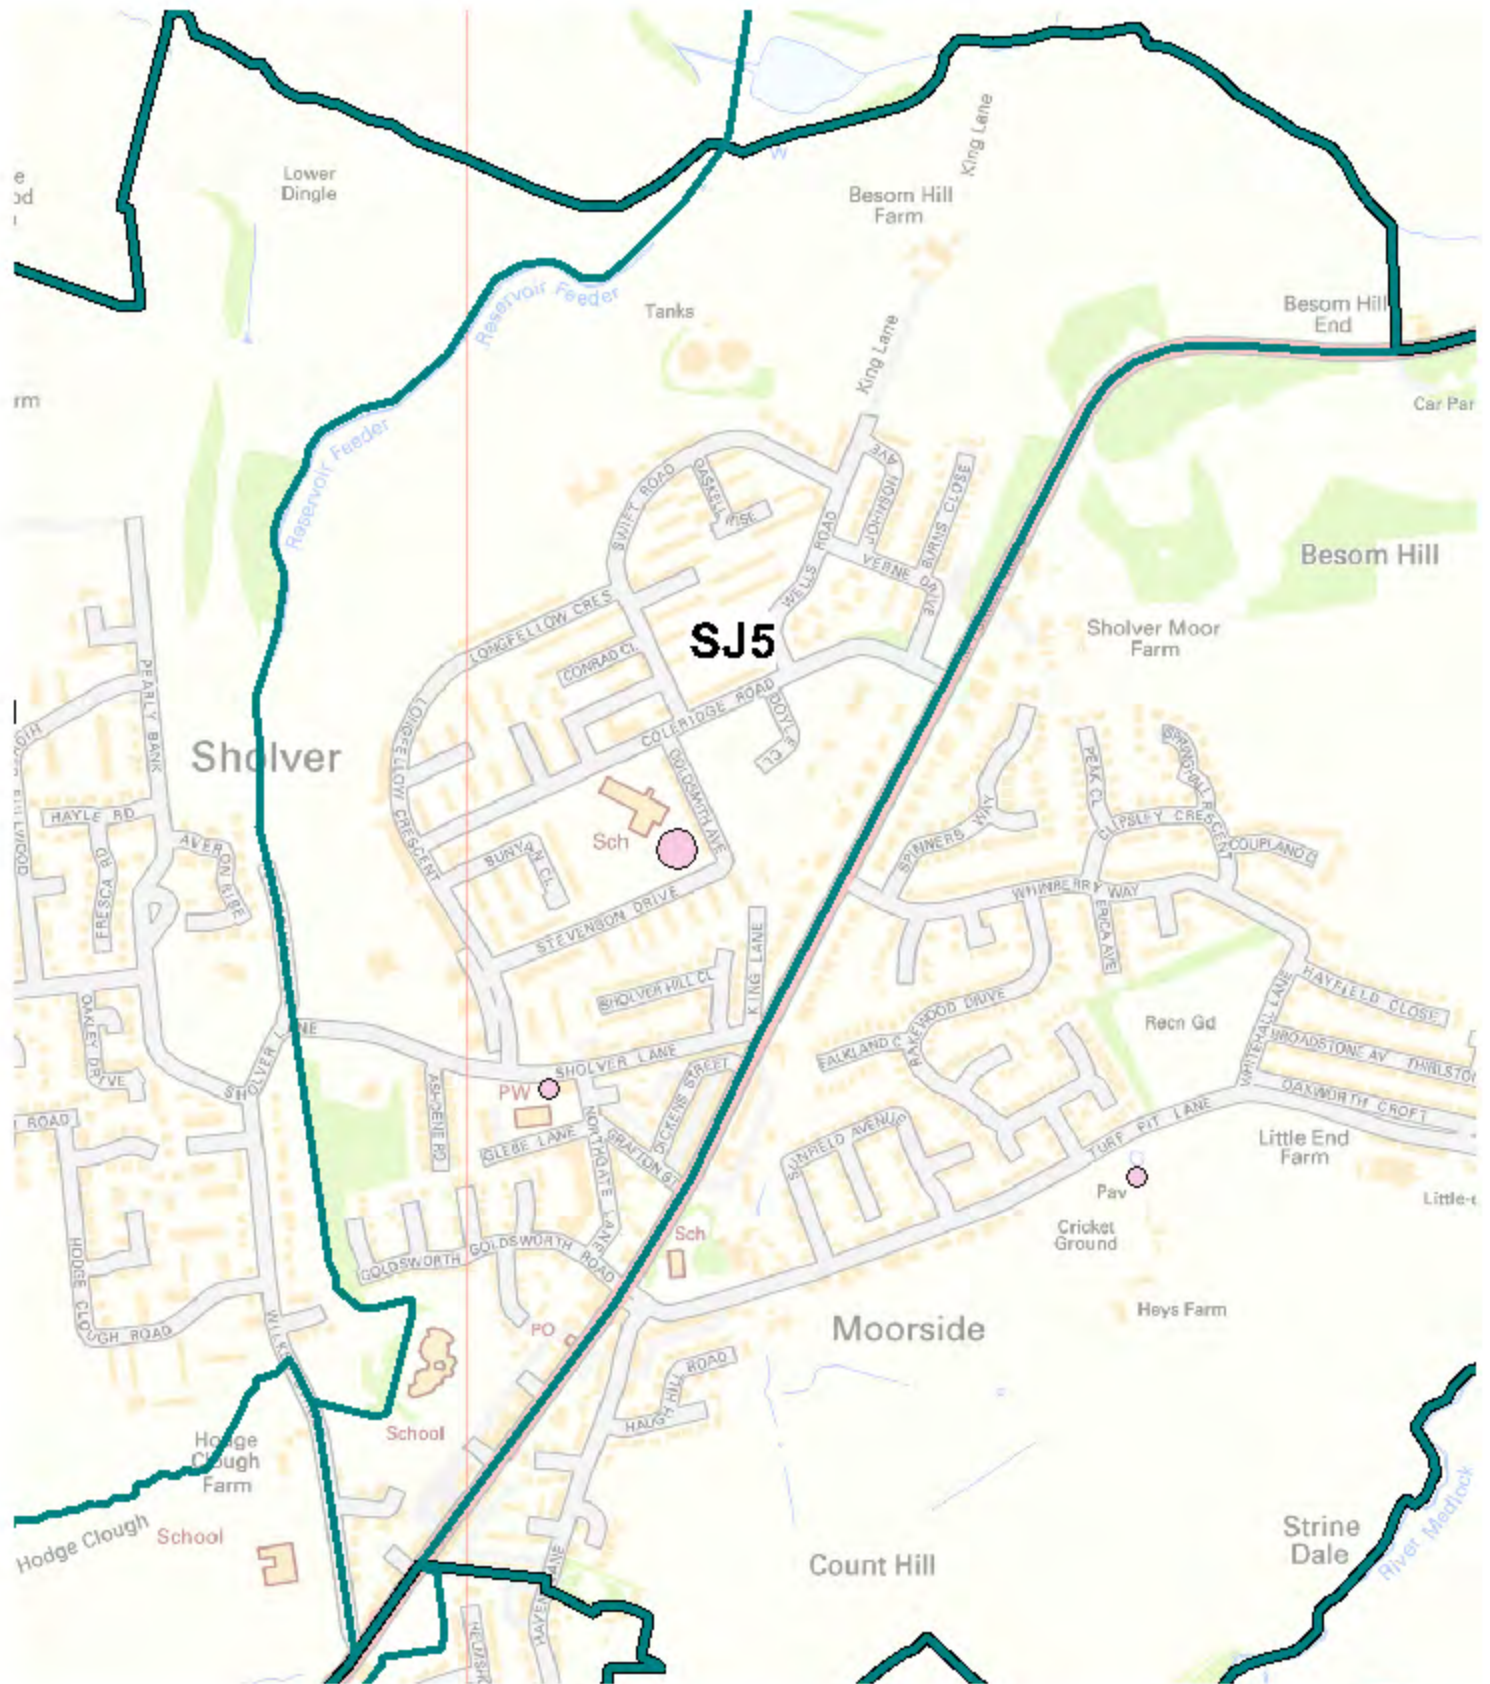 Lower
Dingle
King Lane
W
Besom Hill
Farm
Reservoir Feeder
Tanks
Besom Hill
End
King Lane
rm
Car Par
Reservoir Feeder
SWIFT ROAD
GASKELL
RISE
AVE
JOHNSON
BURNS CLOSE
WELLS ROAD
VERNE DRIVE
Besom Hill
LONGFELLOW CRES
CONRAD CL
SJ5
Sholver Moor
Farm
PEARLY BANK
COLERIDGE ROAD
DOYLE
CL
LONGFELLOW CRESCENT
Sholver
GOLDSMITH AVE
PEAK CL
HAYLE RD
AVERON RISE
FRESCA RD
Sch
BUNYAN CL
SPINNERS WAY
CLIPSLEY CRESCENT
COUPLAND C
WHINBERRY WAY
ERICA AVE
STEVENSON DRIVE
KING LANE
SHOLVER HILL CL
HAYFIELD CLOSE
WHITEHALL LANE
RAKEWOOD DRIVE
Recn Gd
OAKLEY DRIVE
SHOLVER LANE
FALKLAND C
BROADSTONE AV
THIRLSTO
SHOLVER LANE
DICKENS STREET
ASHDENE RD
PW
OAKWORTH CROFT
ROAD
GLEBE LANE
NORTHGATE LANE
GRAFTON ST
SUNFIELD AVENUE
TURF PIT LANE
Little End
Farm
Pav
Little-
Cricket
Ground
Sch
GOLDSWORTH
GOLDSWORTH ROAD
HODGE CLOUGH ROAD
WILK
Heys Farm
Moorside
PO
ROAD
HAUGH HILL
School
Hodge
Clough
Farm
Hodge Clough
School
Strine
Dale
River Medlock
Count Hill
HAVEN LANE